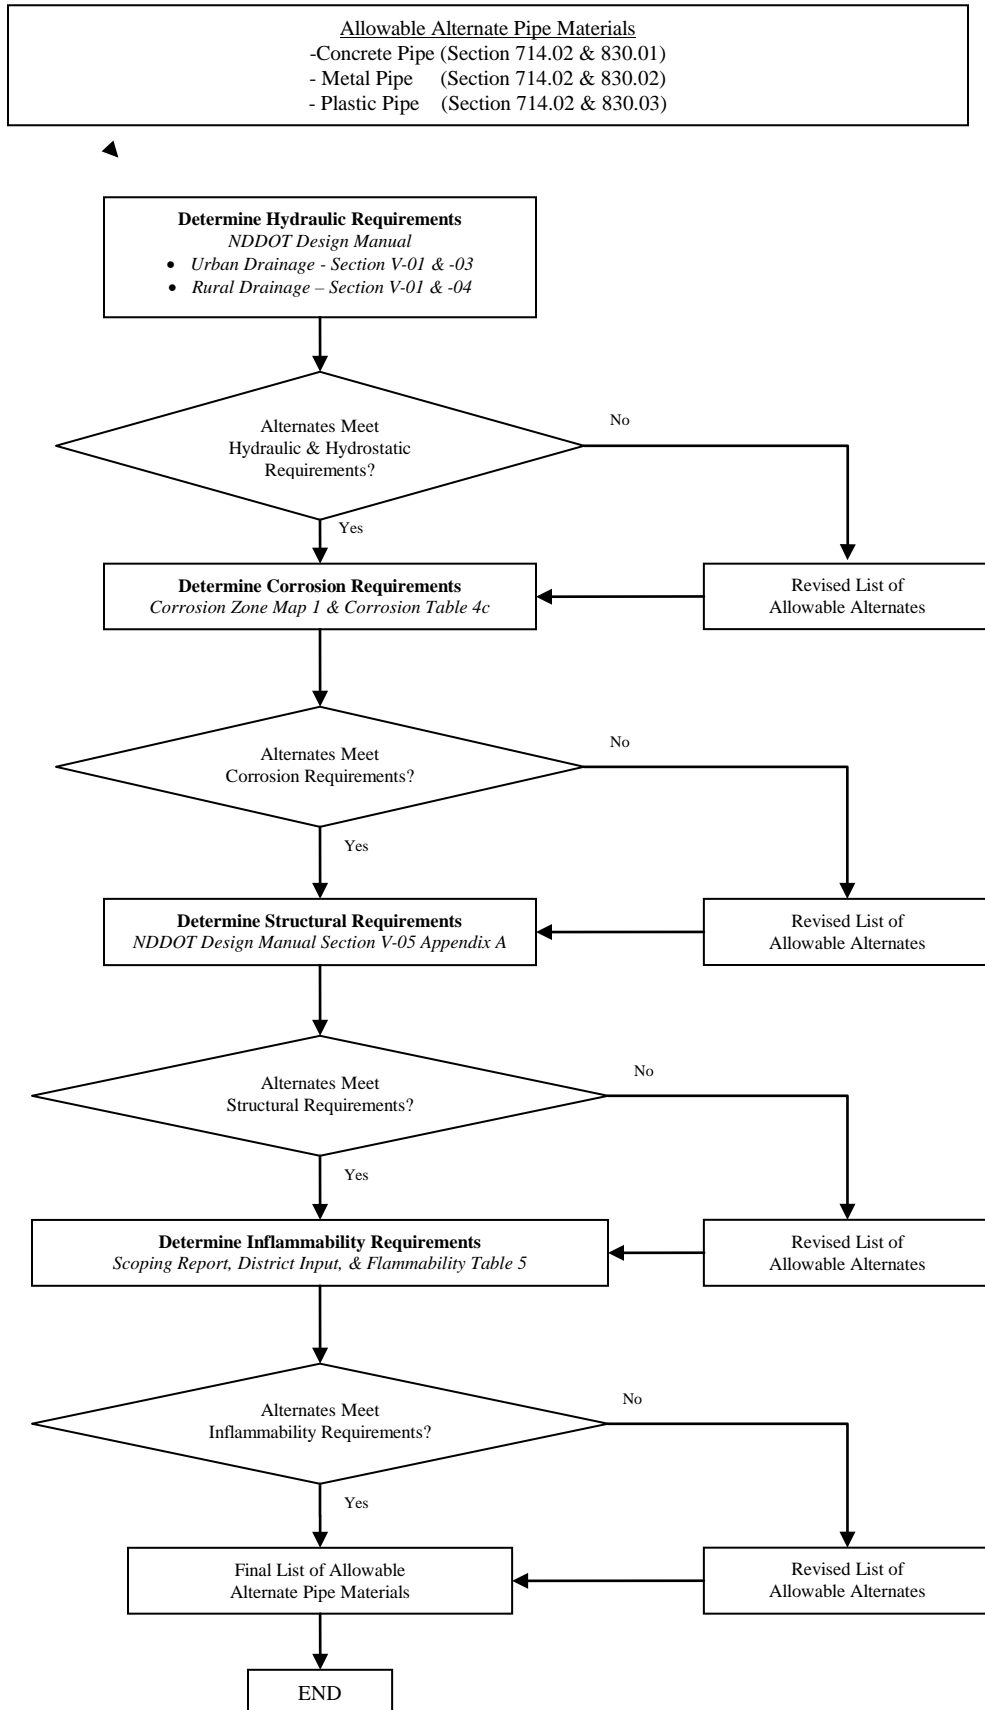 Allowable Alternate Pipe Materials
-Concrete Pipe (Section 714.02 & 830.01)
- Metal Pipe (Section 714.02 & 830.02)
- Plastic Pipe (Section 714.02 & 830.03)
Determine Hydraulic Requirements
NDDOT Design Manual
• Urban Drainage - Section V-01 & -03
• Rural Drainage – Section V-01 & -04
Alternates Meet
Hydraulic & Hydrostatic
Requirements?
No
Yes
Determine Corrosion Requirements
Corrosion Zone Map 1 & Corrosion Table 4c
Revised List of
Allowable Alternates
Alternates Meet
Corrosion Requirements?
No
Yes
Determine Structural Requirements
NDDOT Design Manual Section V-05 Appendix A
Revised List of
Allowable Alternates
Alternates Meet
Structural Requirements?
No
Yes
Determine Inflammability Requirements
Scoping Report, District Input, & Flammability Table 5
Revised List of
Allowable Alternates
Alternates Meet
Inflammability Requirements?
No
Yes
Final List of Allowable
Alternate Pipe Materials
Revised List of
Allowable Alternates
END